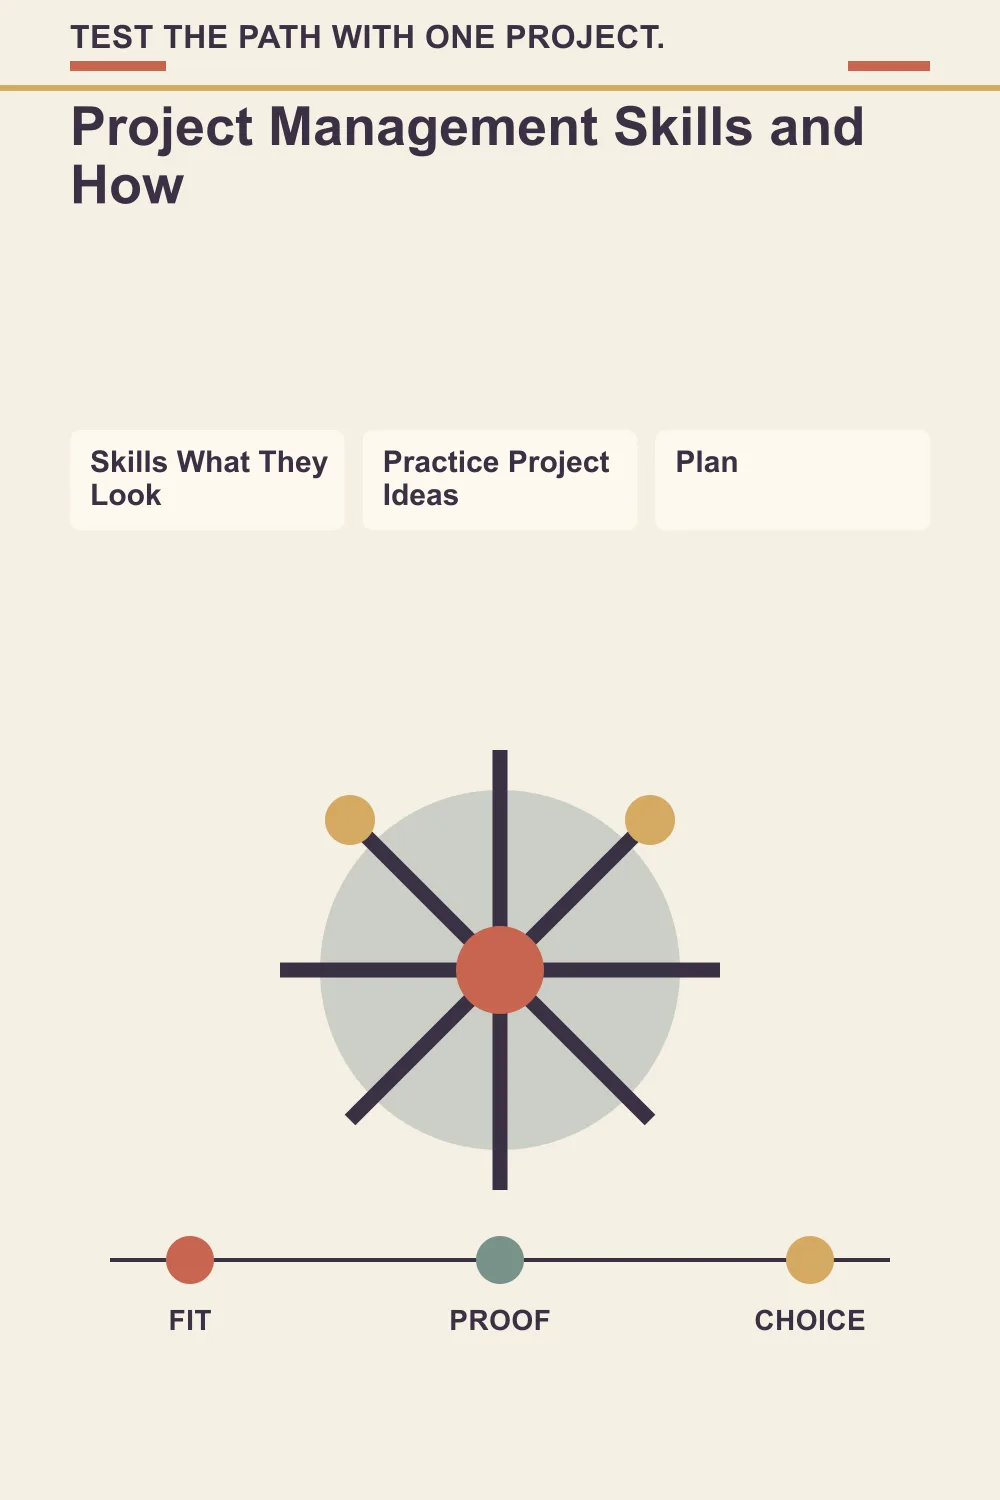 TEST THE PATH WITH ONE PROJECT.
Project Management Skills and
How
Skills What They
Look
Practice Project
Ideas
Plan
FIT
PROOF
CHOICE